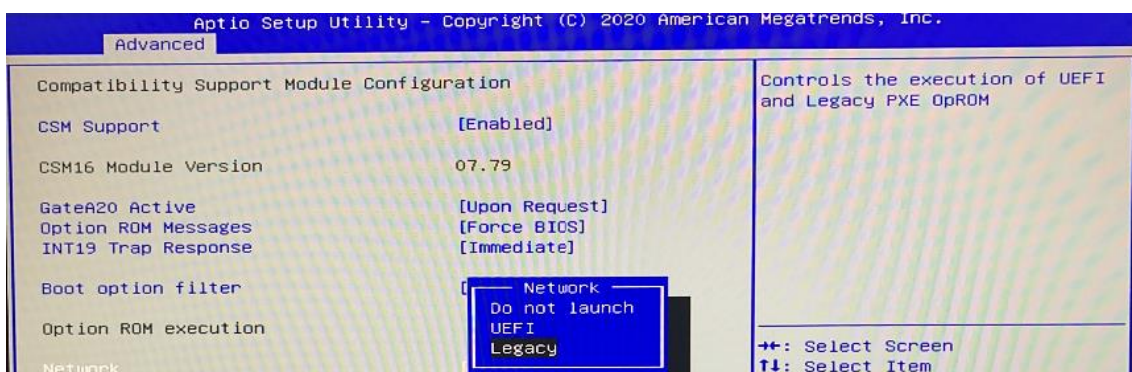 Aptio Setup Utility - Copyright (C) 2020 American Megatrends, Inc.
Advanced
Compatibility Support Module Configuration
CSM Support [Enabled]
CSM16 Module Version 07.79
GateA20 Active [Upon Request]
Option ROM Messages [Force BIOS]
INT19 Trap Response [Immediate]
Boot option filter [
Option ROM execution
Network
Network
Do not launch
UEFI
Legacy
Controls the execution of UEFI
and Legacy PXE OpROM
→←: Select Screen
↑↓: Select Item